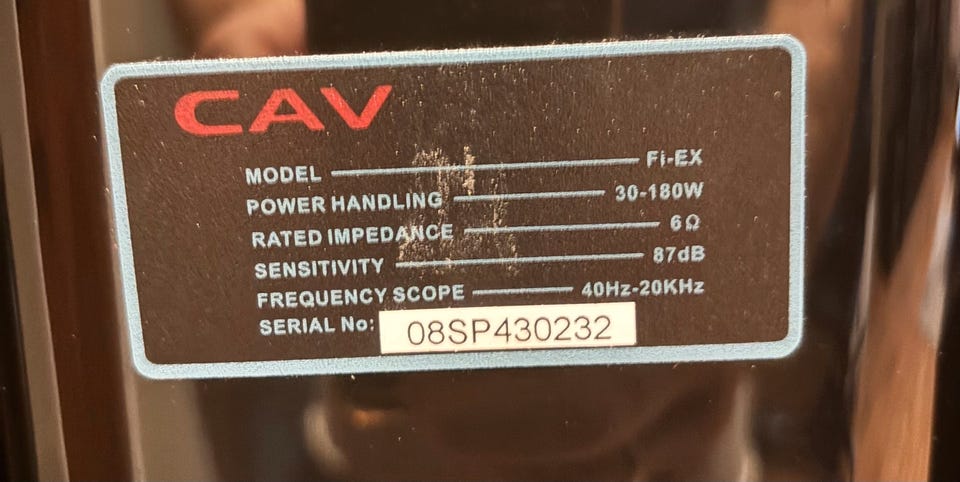 CAV
MODEL Fi-EX
POWER HANDLING 30-180W
RATED IMPEDANCE 6Ω
SENSITIVITY 87dB
FREQUENCY SCOPE 40Hz-20KHz
SERIAL No: 08SP430232